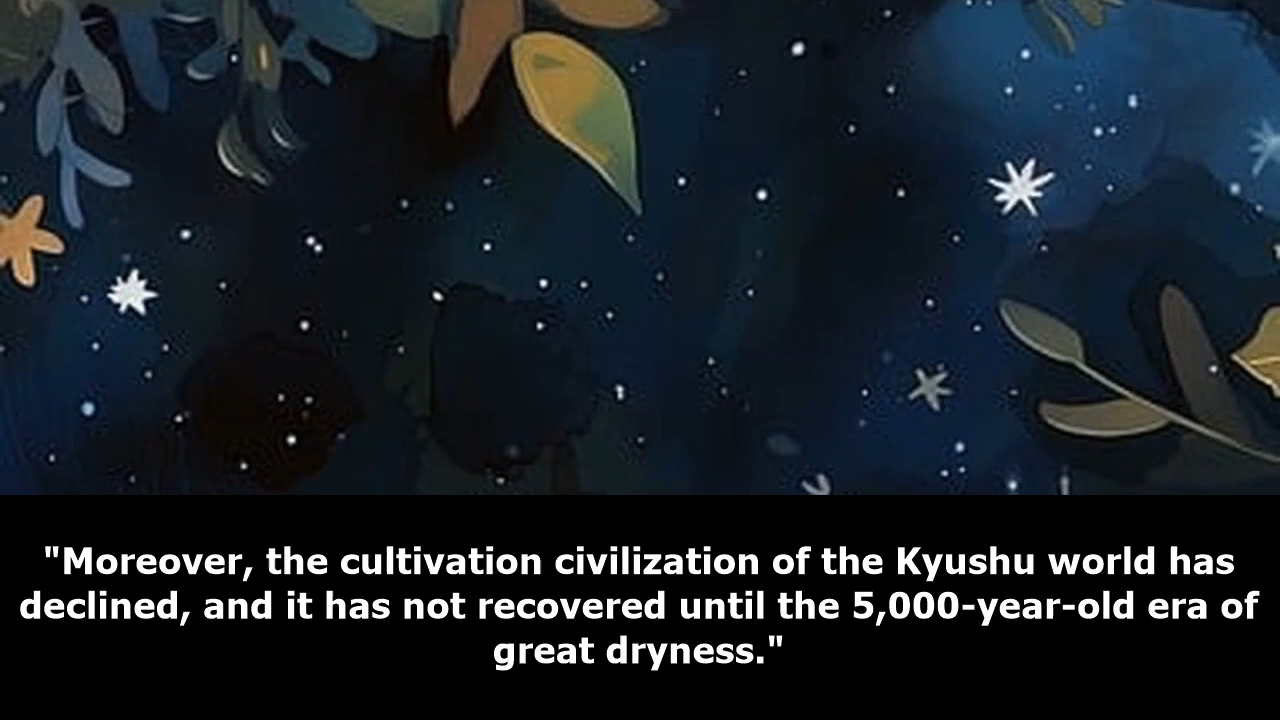 "Moreover, the cultivation civilization of the Kyushu world has
declined, and it has not recovered until the 5,000-year-old era of
great dryness."